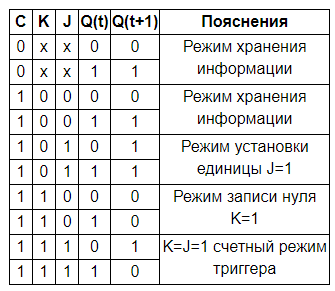 C K J Q(t) Q(t+1) Пояснения
0 x x 0 0 Режим хранения
0 x x 1 1 информации
1 0 0 0 0 Режим хранения
1 0 0 1 1 информации
1 0 1 0 1 Режим установки
1 0 1 1 1 единицы J=1
1 1 0 0 0 Режим записи нуля
1 1 0 1 0 K=1
1 1 1 0 1 K=J=1 счетный режим
1 1 1 1 0 триггера